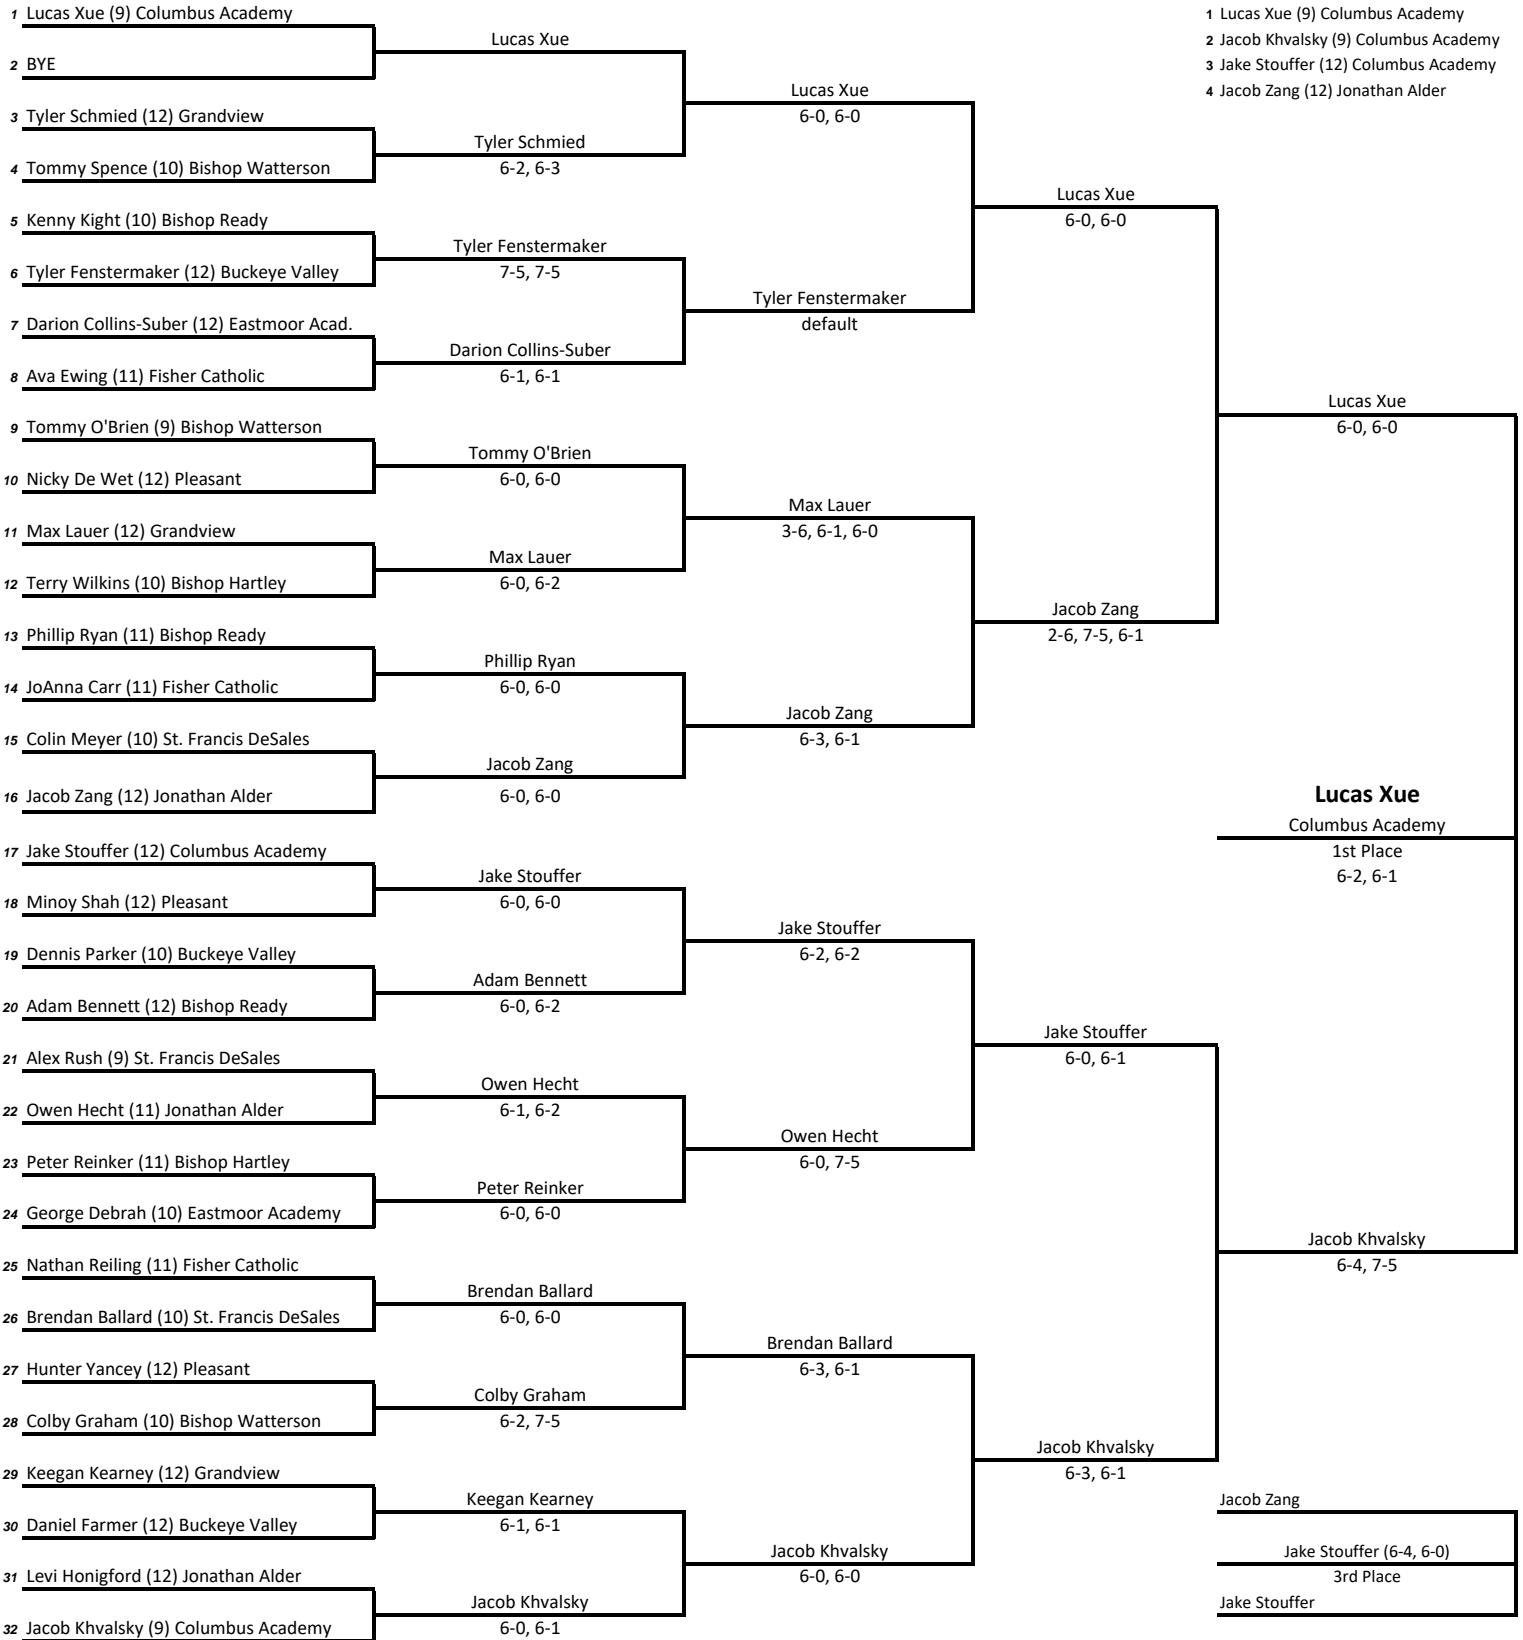 1 Lucas Xue (9) Columbus Academy
2 BYE
3 Tyler Schmied (12) Grandview
4 Tommy Spence (10) Bishop Watterson
5 Kenny Kight (10) Bishop Ready
6 Tyler Fenstermaker (12) Buckeye Valley
7 Darion Collins-Suber (12) Eastmoor Acad.
8 Ava Ewing (11) Fisher Catholic
9 Tommy O'Brien (9) Bishop Watterson
10 Nicky De Wet (12) Pleasant
11 Max Lauer (12) Grandview
12 Terry Wilkins (10) Bishop Hartley
13 Phillip Ryan (11) Bishop Ready
14 JoAnna Carr (11) Fisher Catholic
15 Colin Meyer (10) St. Francis DeSales
16 Jacob Zang (12) Jonathan Alder
17 Jake Stouffer (12) Columbus Academy
18 Minoy Shah (12) Pleasant
19 Dennis Parker (10) Buckeye Valley
20 Adam Bennett (12) Bishop Ready
21 Alex Rush (9) St. Francis DeSales
22 Owen Hecht (11) Jonathan Alder
23 Peter Reinker (11) Bishop Hartley
24 George Debrah (10) Eastmoor Academy
25 Nathan Reiling (11) Fisher Catholic
26 Brendan Ballard (10) St. Francis DeSales
27 Hunter Yancey (12) Pleasant
28 Colby Graham (10) Bishop Watterson
29 Keegan Kearney (12) Grandview
30 Daniel Farmer (12) Buckeye Valley
31 Levi Honigford (12) Jonathan Alder
32 Jacob Khvalsky (9) Columbus Academy
Lucas Xue
Tyler Schmied
6-2, 6-3
Tyler Fenstermaker
7-5, 7-5
Darion Collins-Suber
6-1, 6-1
Tommy O'Brien
6-0, 6-0
Max Lauer
6-0, 6-2
Phillip Ryan
6-0, 6-0
Jacob Zang
6-0, 6-0
Jake Stouffer
6-0, 6-0
Adam Bennett
6-0, 6-2
Owen Hecht
6-1, 6-2
Peter Reinker
6-0, 6-0
Brendan Ballard
6-0, 6-0
Colby Graham
6-2, 7-5
Keegan Kearney
6-1, 6-1
Jacob Khvalsky
6-0, 6-1
Lucas Xue
6-0, 6-0
Tyler Fenstermaker
default
Max Lauer
3-6, 6-1, 6-0
Jacob Zang
6-3, 6-1
Jake Stouffer
6-2, 6-2
Owen Hecht
6-0, 7-5
Brendan Ballard
6-3, 6-1
Jacob Khvalsky
6-0, 6-0
Lucas Xue
6-0, 6-0
Jacob Zang
2-6, 7-5, 6-1
Jake Stouffer
6-0, 6-1
Jacob Khvalsky
6-3, 6-1
1 Lucas Xue (9) Columbus Academy
2 Jacob Khvalsky (9) Columbus Academy
3 Jake Stouffer (12) Columbus Academy
4 Jacob Zang (12) Jonathan Alder
Lucas Xue
6-0, 6-0
Lucas Xue
Columbus Academy
1st Place
6-2, 6-1
Jacob Khvalsky
6-4, 7-5
Jacob Zang
Jake Stouffer (6-4, 6-0)
3rd Place
Jake Stouffer